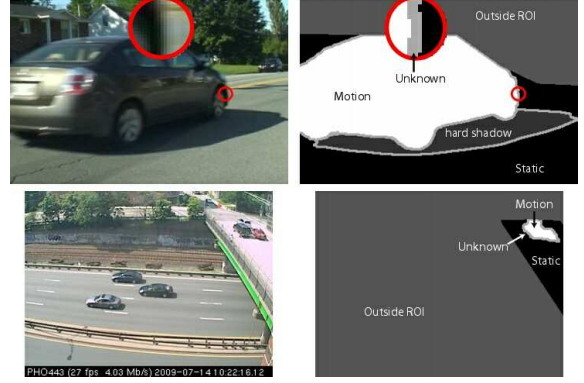 Outside ROI
Unknown
Motion
hard shadow
Static
Motion
Unknown
Static
Outside ROI
PHO443 (27 fps 4.03 Mb/s) 2009-07-14 10:22:16.12